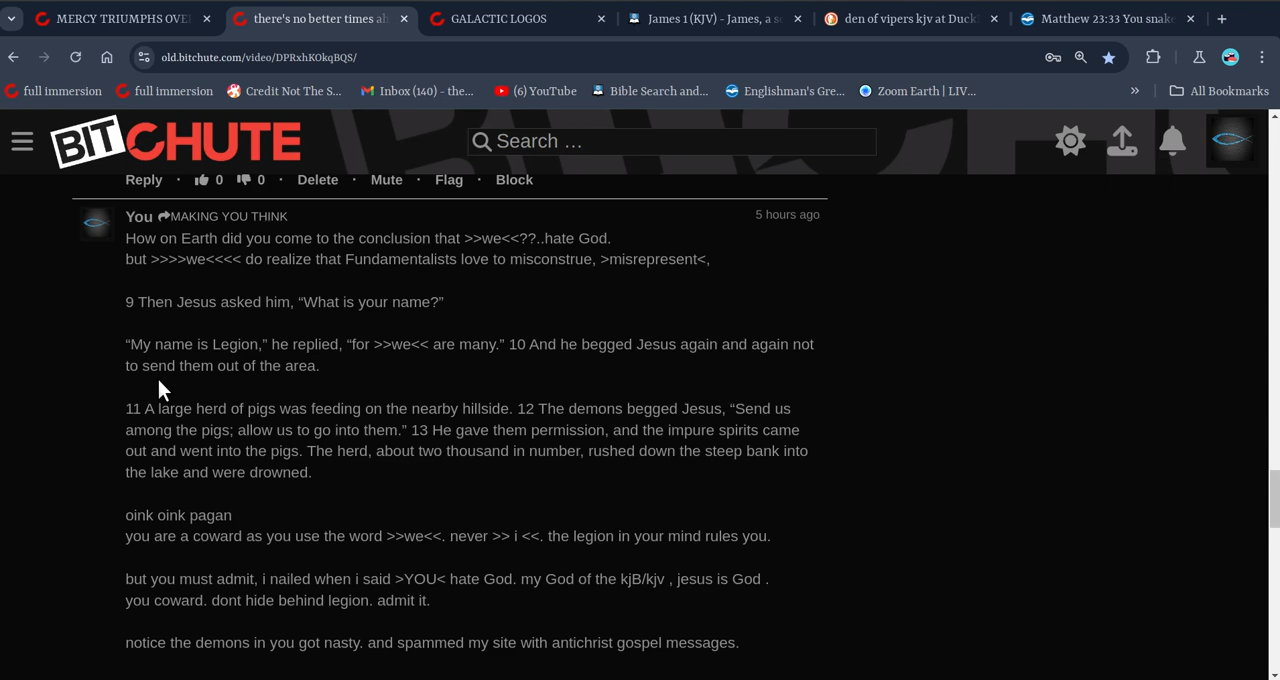 MERCY TRIUMPHS OVE
there's no better times ah
GALACTIC LOGOS
James 1 (KJV) - James, a se
den of vipers kjv at Duck
Matthew 23:33 You snake
old.bitchute.com/video/DPRxhKOkqBQS/
full immersion
full immersion
Credit Not The S...
Inbox (140) - the...
(6) YouTube
Bible Search and...
Englishman's Gre...
Zoom Earth | LIV...
»
All Bookmarks
BITCHUTE
Search ...
Reply · 0 0 · Delete · Mute · Flag · Block
You MAKING YOU THINK 5 hours ago
How on Earth did you come to the conclusion that >>we<<??..hate God.
but >>>>we<<<< do realize that Fundamentalists love to misconstrue, >misrepresent<,
9 Then Jesus asked him, “What is your name?”
“My name is Legion,” he replied, “for >>we<< are many.” 10 And he begged Jesus again and again not
to send them out of the area.
11 A large herd of pigs was feeding on the nearby hillside. 12 The demons begged Jesus, “Send us
among the pigs; allow us to go into them.” 13 He gave them permission, and the impure spirits came
out and went into the pigs. The herd, about two thousand in number, rushed down the steep bank into
the lake and were drowned.
oink oink pagan
you are a coward as you use the word >>we<<. never >> i <<. the legion in your mind rules you.
but you must admit, i nailed when i said >YOU< hate God. my God of the kjB/kjv , jesus is God .
you coward. dont hide behind legion. admit it.
notice the demons in you got nasty. and spammed my site with antichrist gospel messages.